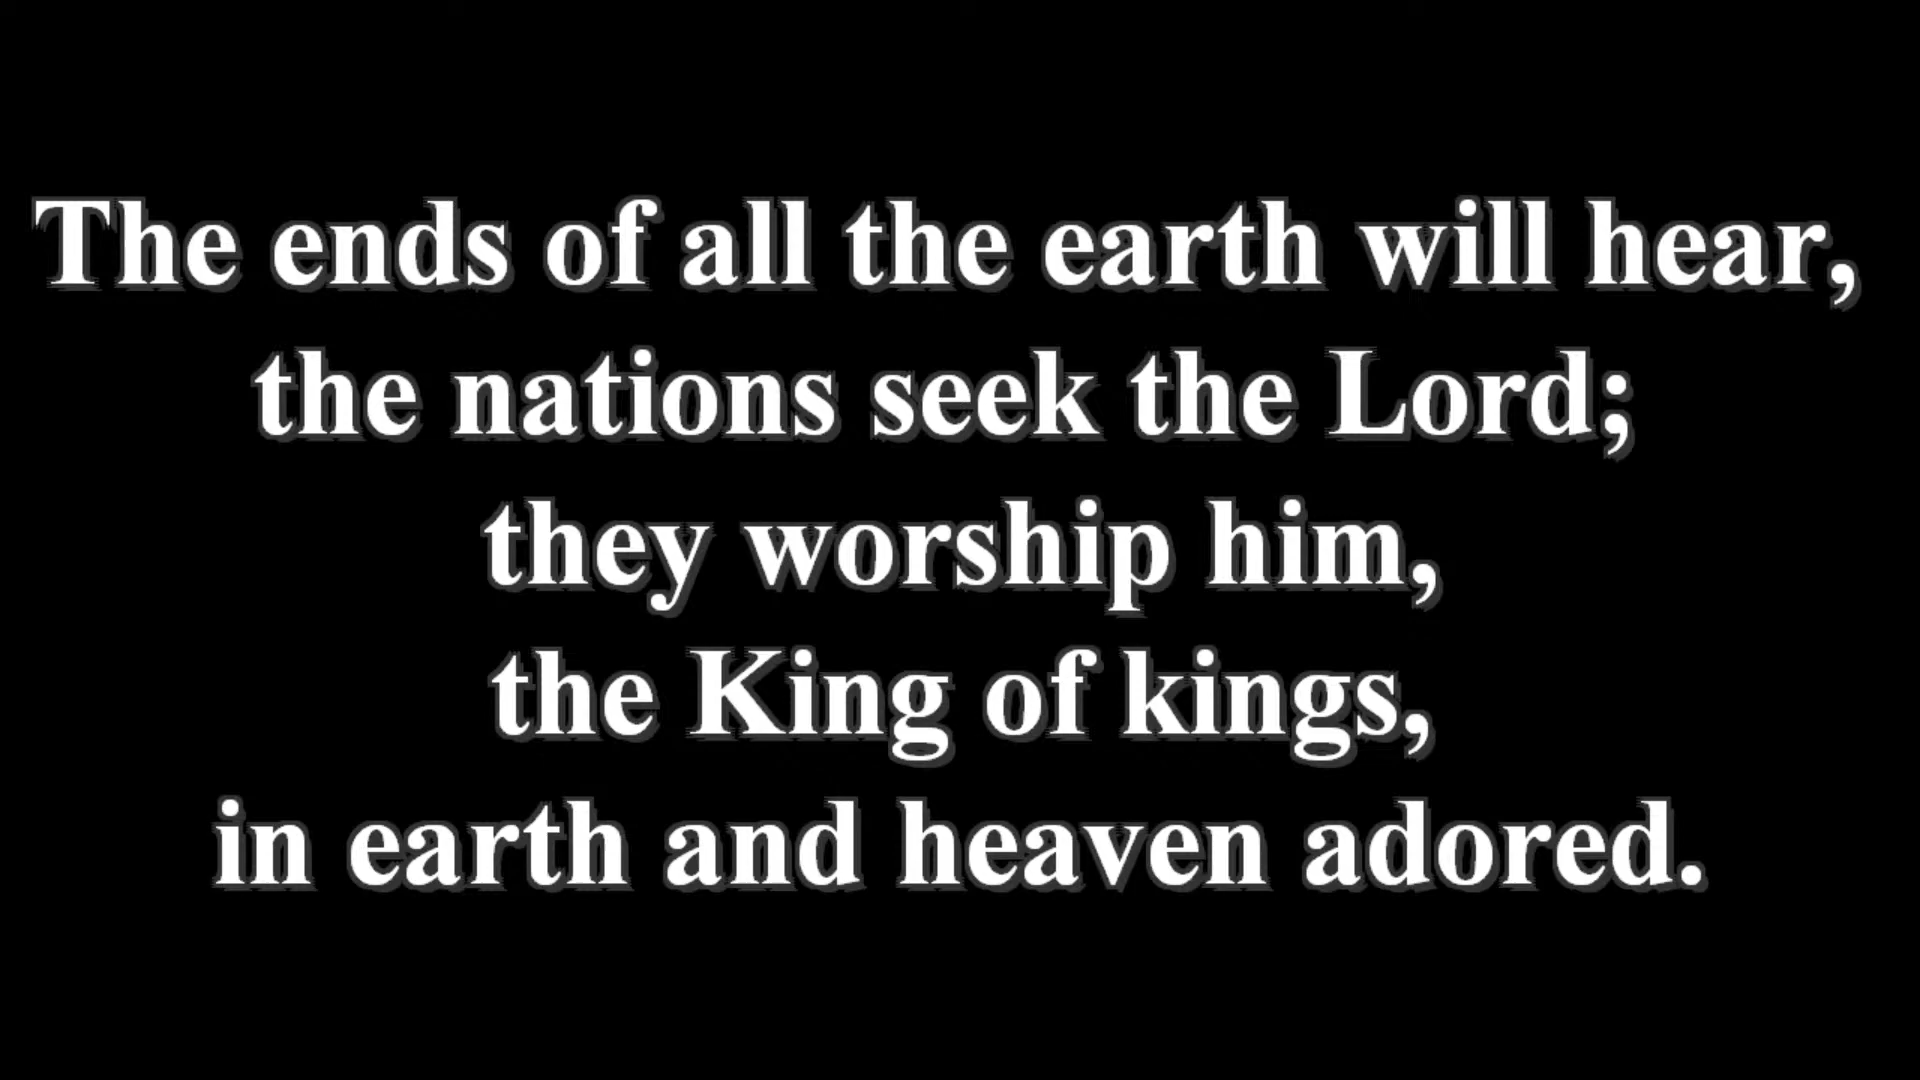 The ends of all the earth will hear,
the nations seek the Lord;
they worship him,
the King of kings,
in earth and heaven adored.